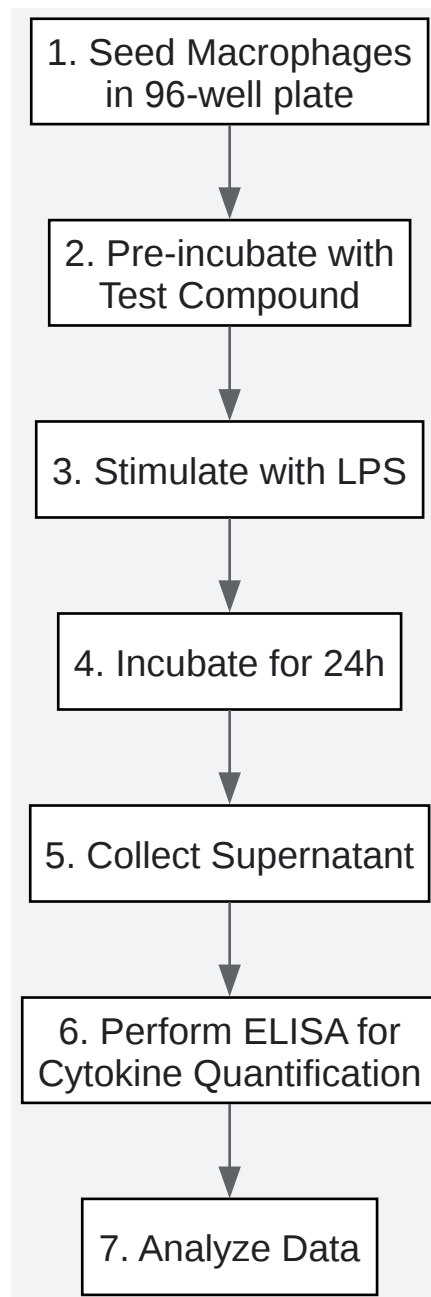 1. Seed Macrophages
in 96-well plate
2. Pre-incubate with
Test Compound
3. Stimulate with LPS
4. Incubate for 24h
5. Collect Supernatant
6. Perform ELISA for
Cytokine Quantification
7. Analyze Data